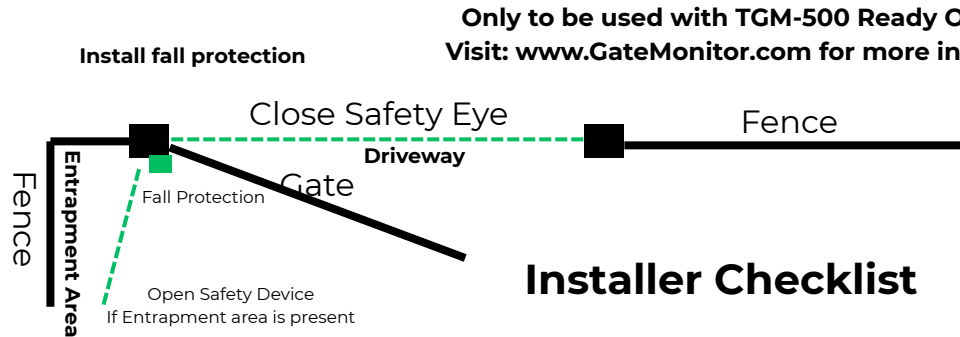 Only to be used with TGM-500 Ready O
Visit: www.GateMonitor.com for more in
Install fall protection
Close Safety Eye
Fence
Driveway
Gate
Fall Protection
Fence
Entrapment Area
Open Safety Device
If Entrapment area is present
Installer Checklist